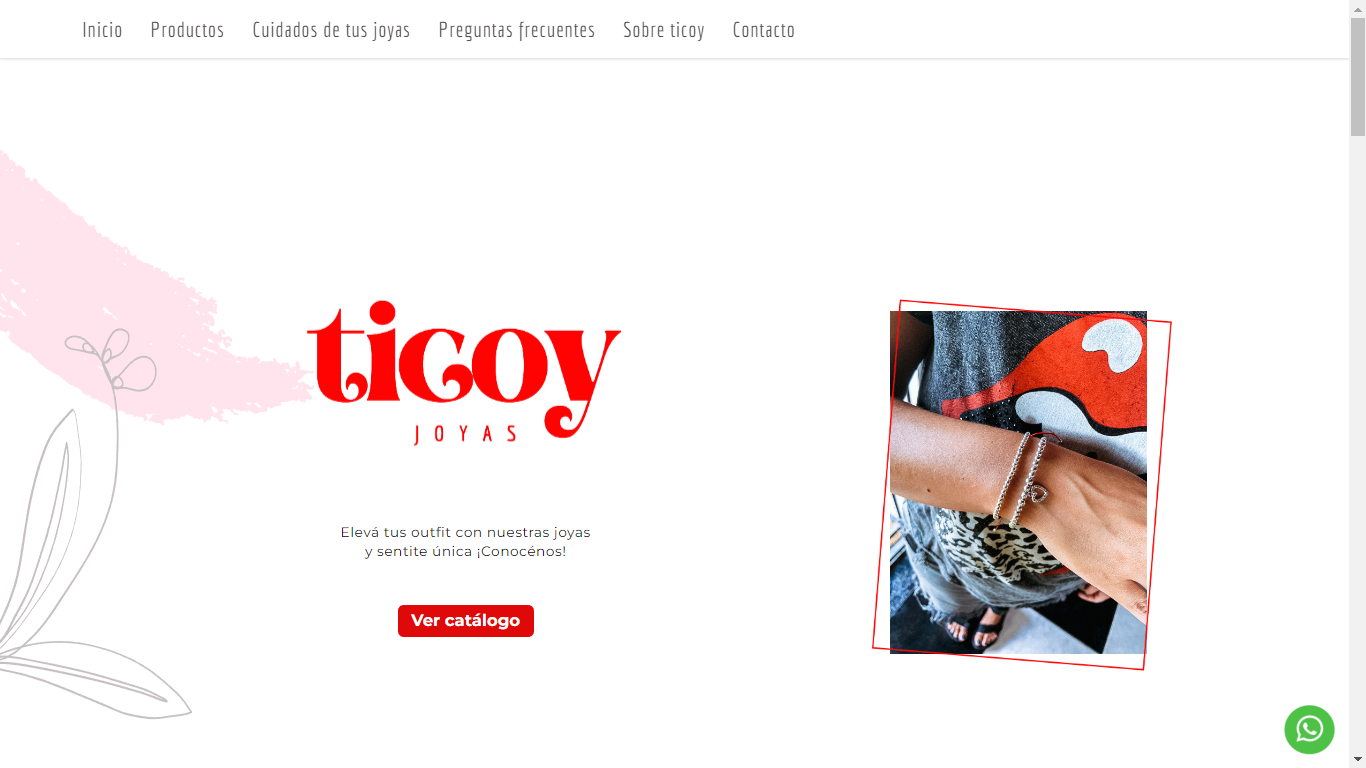 Inicio Productos Cuidados de tus joyas Preguntas frecuentes Sobre ticoy Contacto
ticoy
JOYAS
Elevá tus outfit con nuestras joyas
y sentite única ¡Conocénos!
Ver catálogo